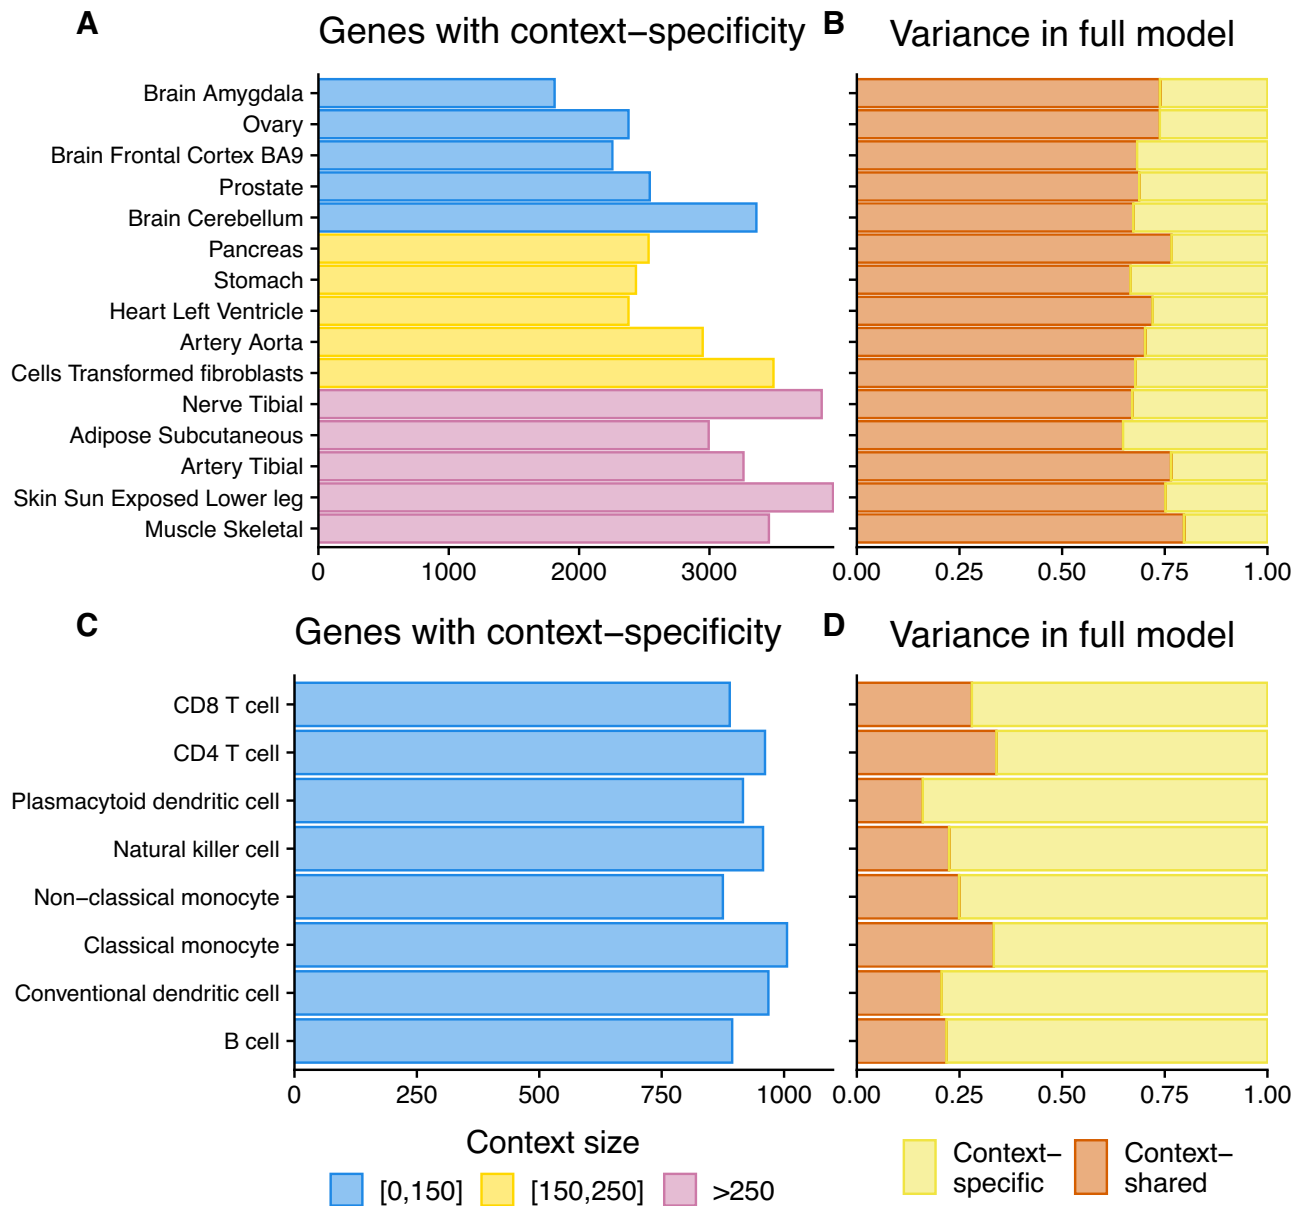 A
Genes with context−specificity
Brain Amygdala
Ovary
Brain Frontal Cortex BA9
Prostate
Brain Cerebellum
Pancreas
Stomach
Heart Left Ventricle
Artery Aorta
Cells Transformed fibroblasts
Nerve Tibial
Adipose Subcutaneous
Artery Tibial
Skin Sun Exposed Lower leg
Muscle Skeletal
0 1000 2000 3000
B
Variance in full model
0.00 0.25 0.50 0.75 1.00
C
Genes with context−specificity
CD8 T cell
CD4 T cell
Plasmacytoid dendritic cell
Natural killer cell
Non−classical monocyte
Classical monocyte
Conventional dendritic cell
B cell
0 250 500 750 1000
D
Variance in full model
0.00 0.25 0.50 0.75 1.00
Context size
[0,150] [150,250] >250
Context−
specific
Context−
shared